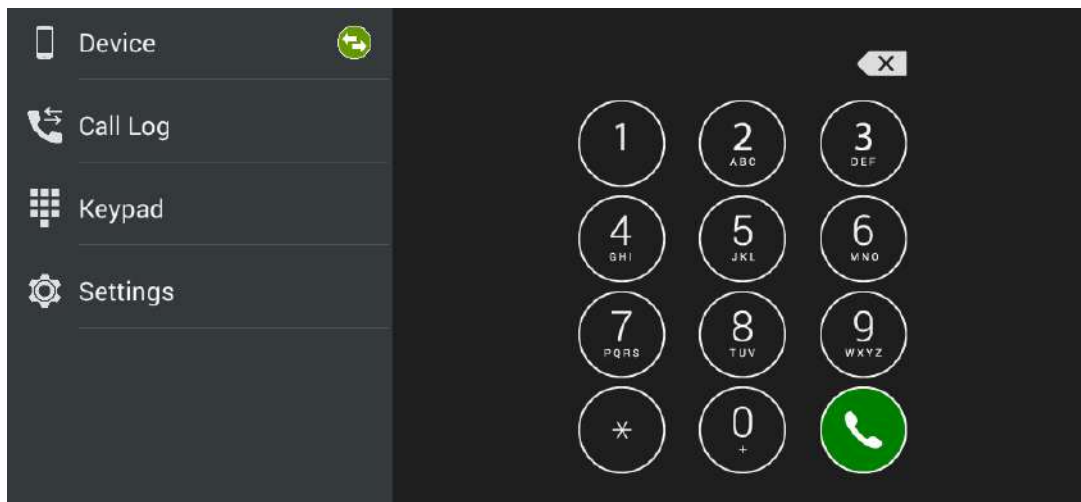 Device
Call Log
Keypad
Settings
1
2
ABC
3
DEF
4
GHI
5
JKL
6
MNO
7
PQRS
8
TUV
9
WXYZ
*
0
+